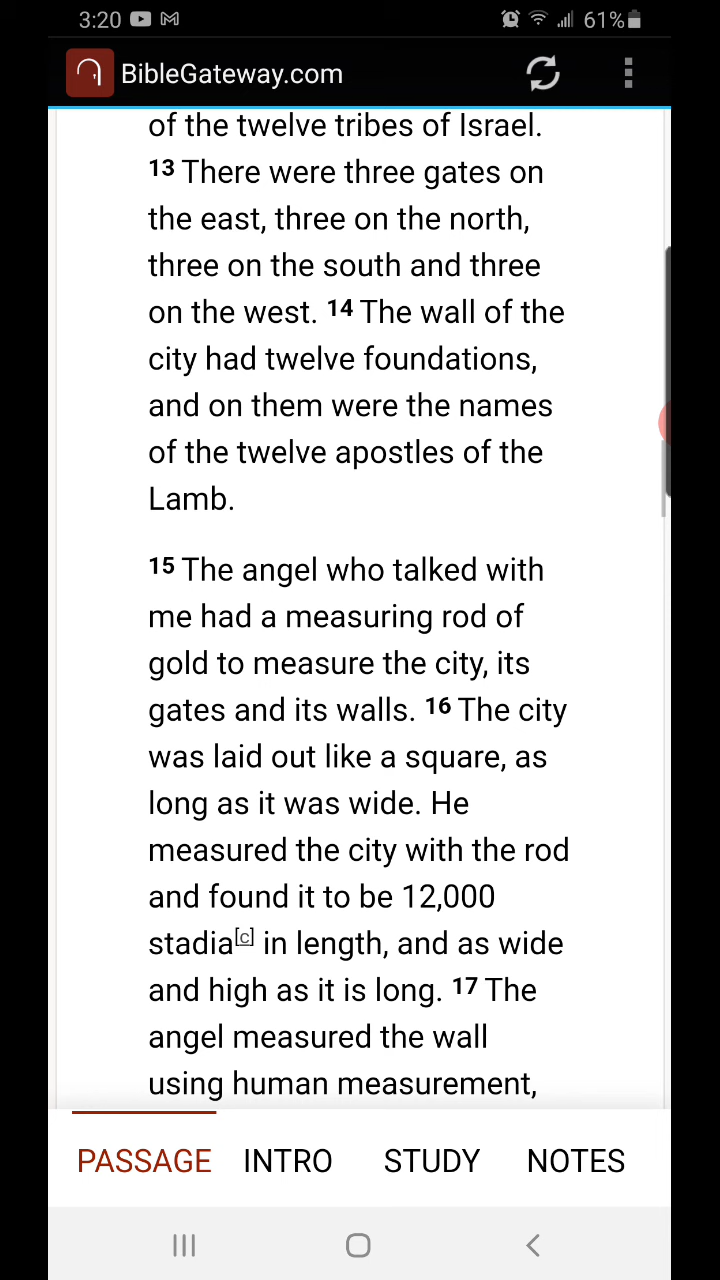 3:20 61%
BibleGateway.com
of the twelve tribes of Israel.
13 There were three gates on
the east, three on the north,
three on the south and three
on the west. 14 The wall of the
city had twelve foundations,
and on them were the names
of the twelve apostles of the
Lamb.
15 The angel who talked with
me had a measuring rod of
gold to measure the city, its
gates and its walls. 16 The city
was laid out like a square, as
long as it was wide. He
measured the city with the rod
and found it to be 12,000
stadia[c] in length, and as wide
and high as it is long. 17 The
angel measured the wall
using human measurement,
PASSAGE INTRO STUDY NOTES